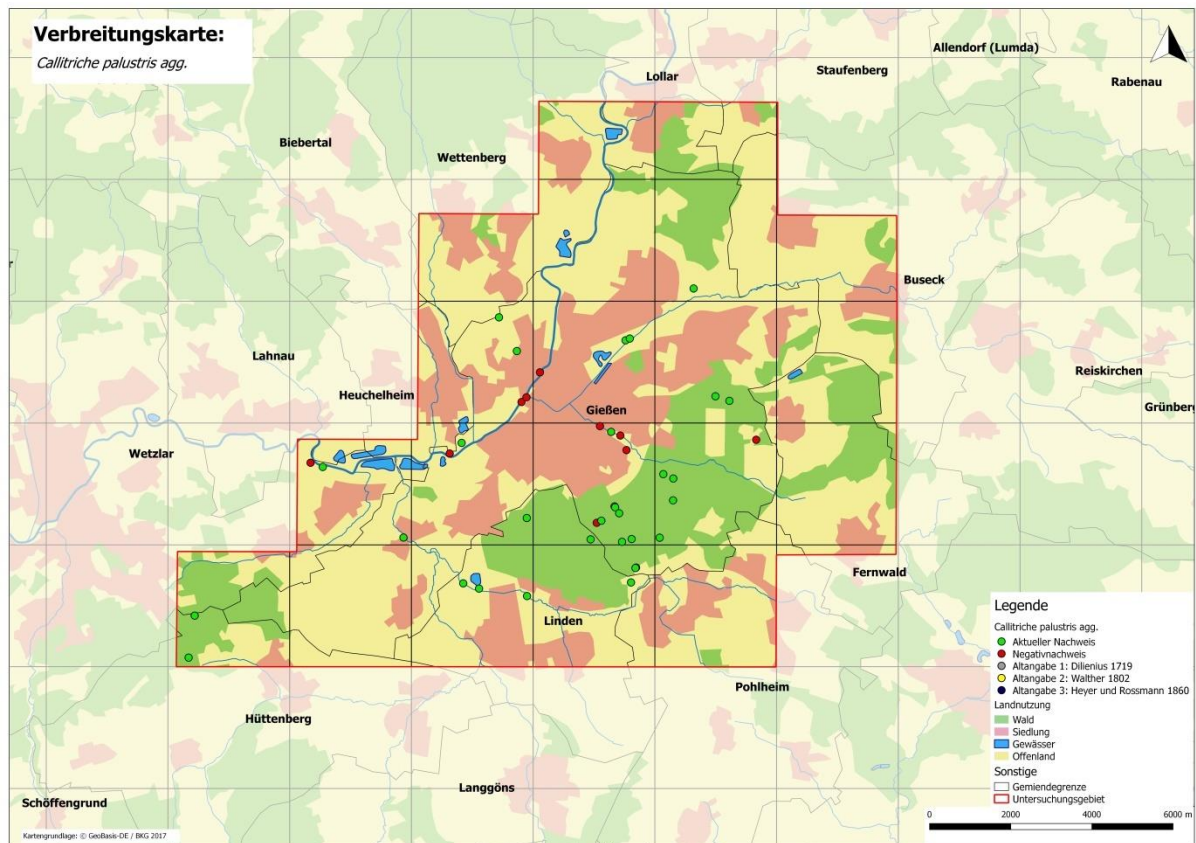 Verbreitungskarte:
Callitriche palustris agg.
Allendorf (Lumda)
Lollar
Staufenberg
Rabenau
Biebertal
Wettenberg
Buseck
Lahnau
Heuchelheim
Reiskirchen
Gießen
Grünberg
Wetzlar
Fernwald
Linden
Pohlheim
Hüttenberg
Langgöns
Schöffengrund
Legende
Callitriche palustris agg.
Aktueller Nachweis
Negativnachweis
Altangabe 1: Dilienius 1719
Altangabe 2: Walther 1802
Altangabe 3: Heyer und Rossmann 1860
Landnutzung
Wald
Siedlung
Gewässer
Offenland
Sonstige
Gemiendegrenze
Untersuchungsgebiet
0 2000 4000 6000 m
Kartengrundlage: © GeoBasis-DE / BKG 2017